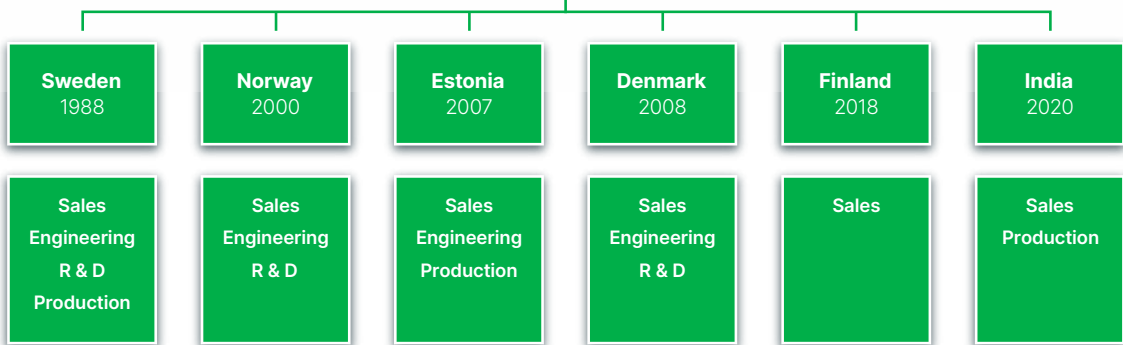 Sweden
1988
Norway
2000
Estonia
2007
Denmark
2008
Finland
2018
India
2020
Sales
Engineering
R & D
Production
Sales
Engineering
R & D
Sales
Engineering
Production
Sales
Engineering
R & D
Sales
Sales
Production